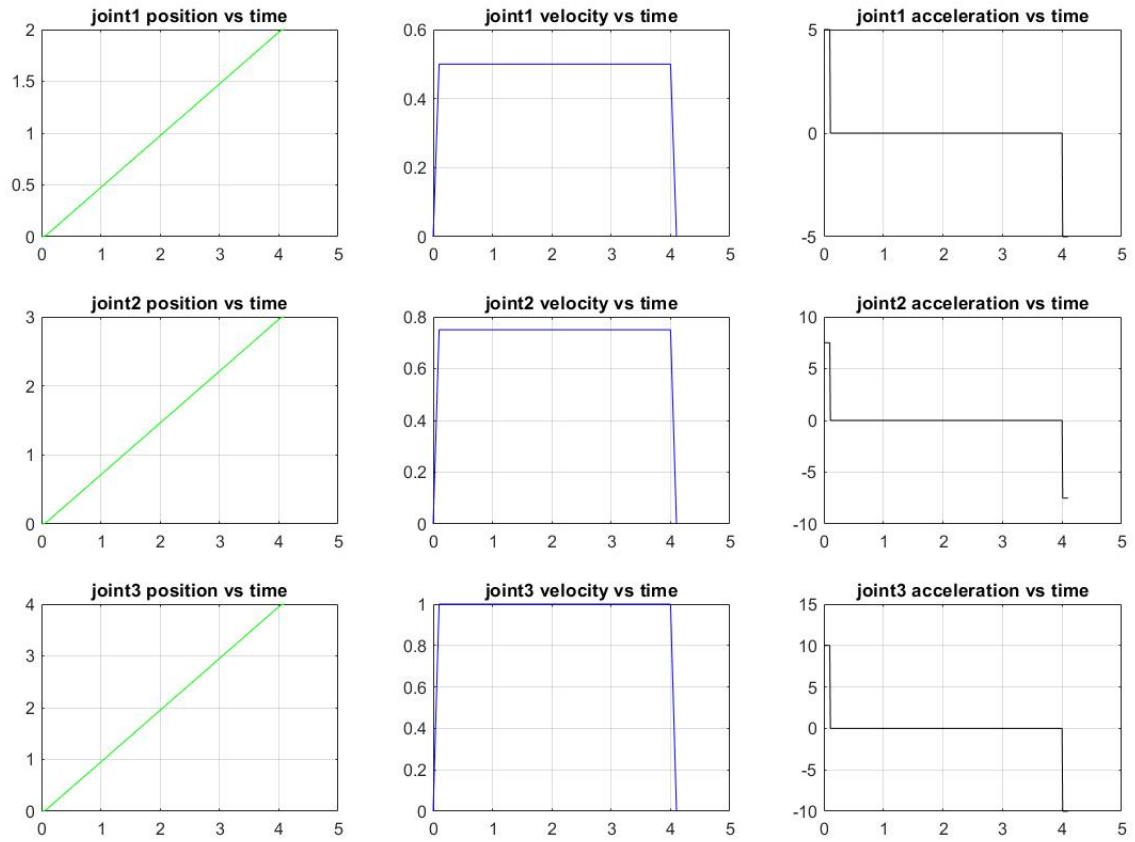 joint1 position vs time
2
1.5
1
0.5
0
0 1 2 3 4 5
joint1 velocity vs time
0.6
0.4
0.2
0
0 1 2 3 4 5
joint1 acceleration vs time
5
0
-5
0 1 2 3 4 5
joint2 position vs time
3
2
1
0
0 1 2 3 4 5
joint2 velocity vs time
0.8
0.6
0.4
0.2
0
0 1 2 3 4 5
joint2 acceleration vs time
10
5
0
-5
-10
0 1 2 3 4 5
joint3 position vs time
4
3
2
1
0
0 1 2 3 4 5
joint3 velocity vs time
1
0.8
0.6
0.4
0.2
0
0 1 2 3 4 5
joint3 acceleration vs time
15
10
5
0
-5
-10
0 1 2 3 4 5